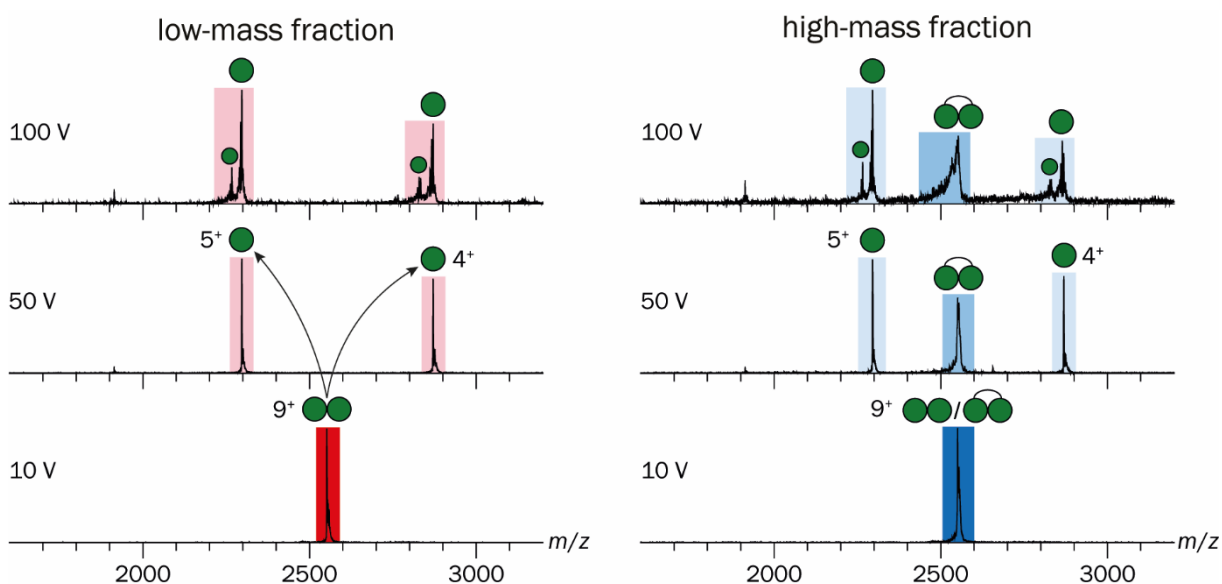 low-mass fraction
100 V
5+
4+
50 V
9+
10 V
2000
2500
3000
m/z
high-mass fraction
100 V
5+
4+
50 V
9+
/
10 V
2000
2500
3000
m/z